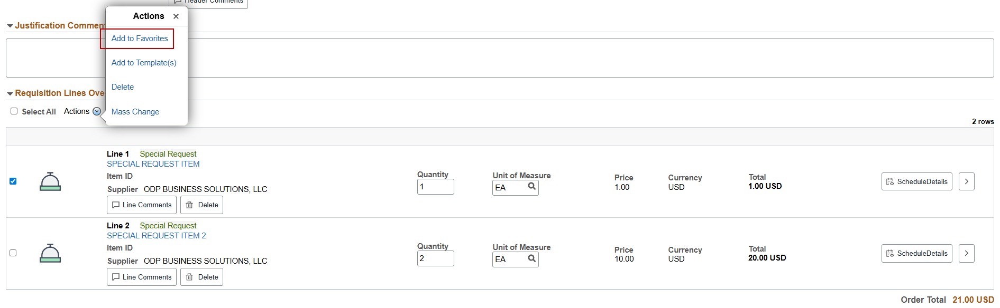 Header Comments
Actions ×
Justification Comment
Add to Favorites
Add to Template(s)
Delete
Requisition Lines Ove
Mass Change
Select All Actions
2 rows
Line 1 Special Request
SPECIAL REQUEST ITEM
Item ID
Supplier ODP BUSINESS SOLUTIONS, LLC
Line Comments Delete
Quantity
1
Unit of Measure
EA
Price
1.00
Currency
USD
Total
1.00 USD
ScheduleDetails
Line 2 Special Request
SPECIAL REQUEST ITEM 2
Item ID
Supplier ODP BUSINESS SOLUTIONS, LLC
Line Comments Delete
Quantity
2
Unit of Measure
EA
Price
10.00
Currency
USD
Total
20.00 USD
ScheduleDetails
Order Total 21.00 USD